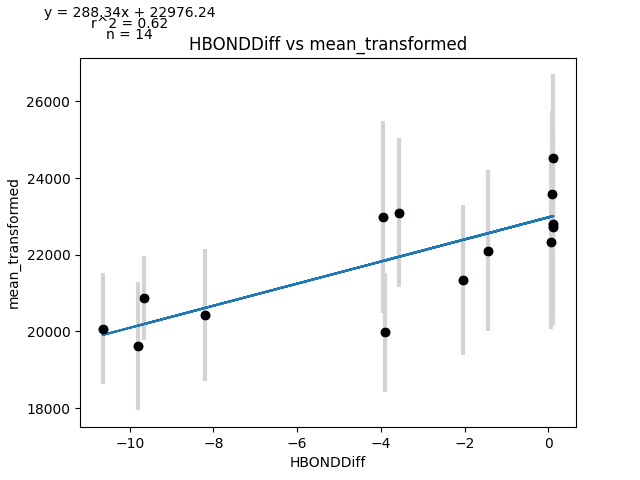 y = 288.34x + 22976.24
r^2 = 0.62
n = 14
HBONDDiff vs mean_transformed
26000
24000
22000
20000
18000
mean_transformed
−10
−8
−6
−4
−2
0
HBONDDiff